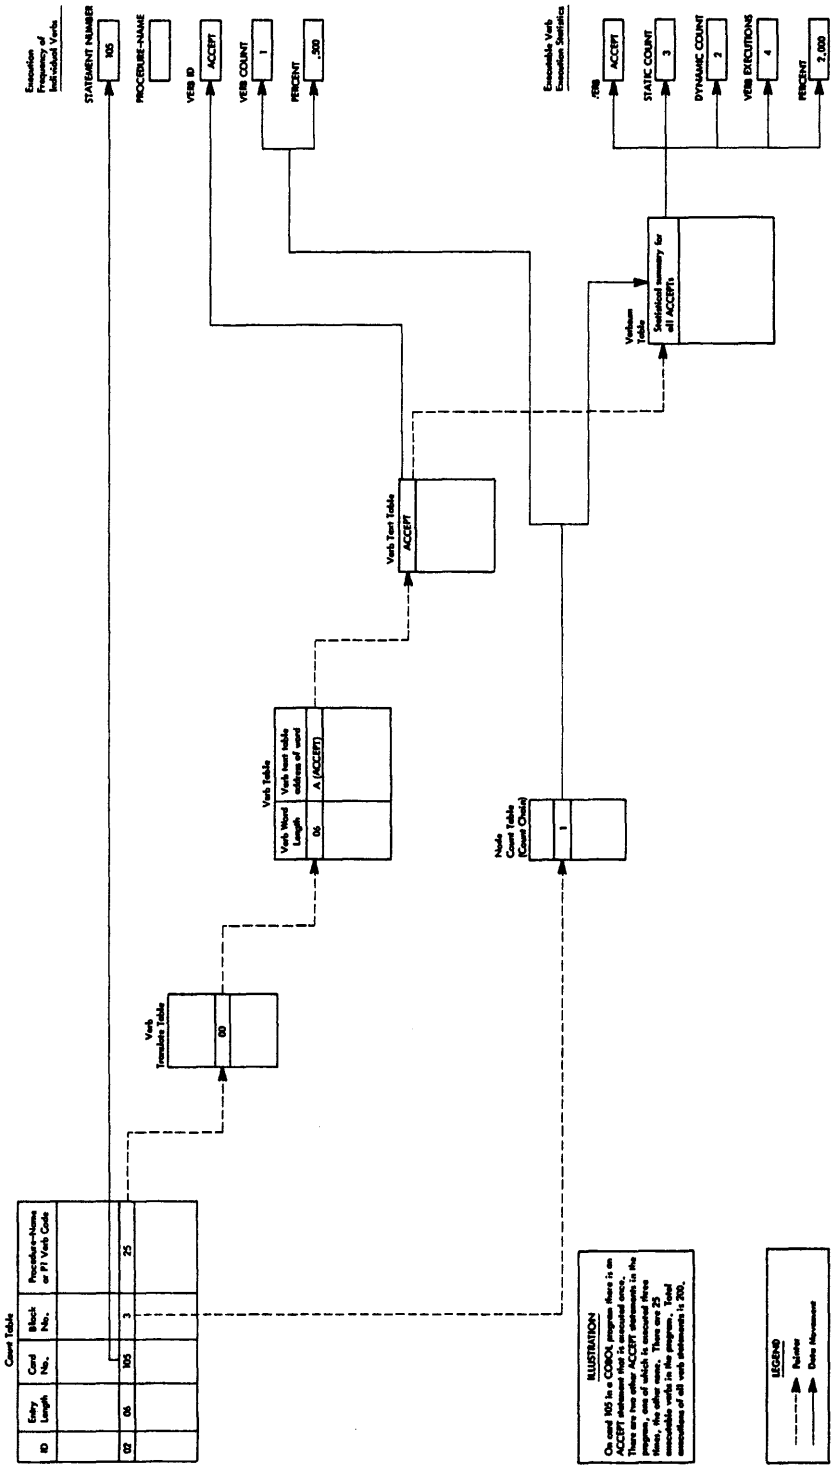 Count Table
ID
Entry
Length
Card
No.
Block
No.
Procedure-Name
or P1 Verb Code
02
06
105
3
25
Verb
Translate Table
00
Verb Table
Verb Word
Length
Verb text table
address of word
06
A (ACCEPT)
Verb Text Table
ACCEPT
Node
Count Table
(Count Chain)
1
Verbsum
Table
Statistical summary for
all ACCEPTs
Execution
Frequency of
Individual Verbs
STATEMENT NUMBER
105
PROCEDURE-NAME
VERB ID
ACCEPT
VERB COUNT
1
PERCENT
.500
Executable Verb
Execution Statistics
VERB
ACCEPT
STATIC COUNT
3
DYNAMIC COUNT
2
VERB EXECUTIONS
4
PERCENT
2.000
ILLUSTRATION
On card 105 in a COBOL program there is an
ACCEPT statement that is executed once.
There are two other ACCEPT statements in the
program, one of which is executed three
times, the other none. There are 25
executable verbs in the program. Total
executions of all verb statements is 200.
LEGEND
Pointer
Data Movement